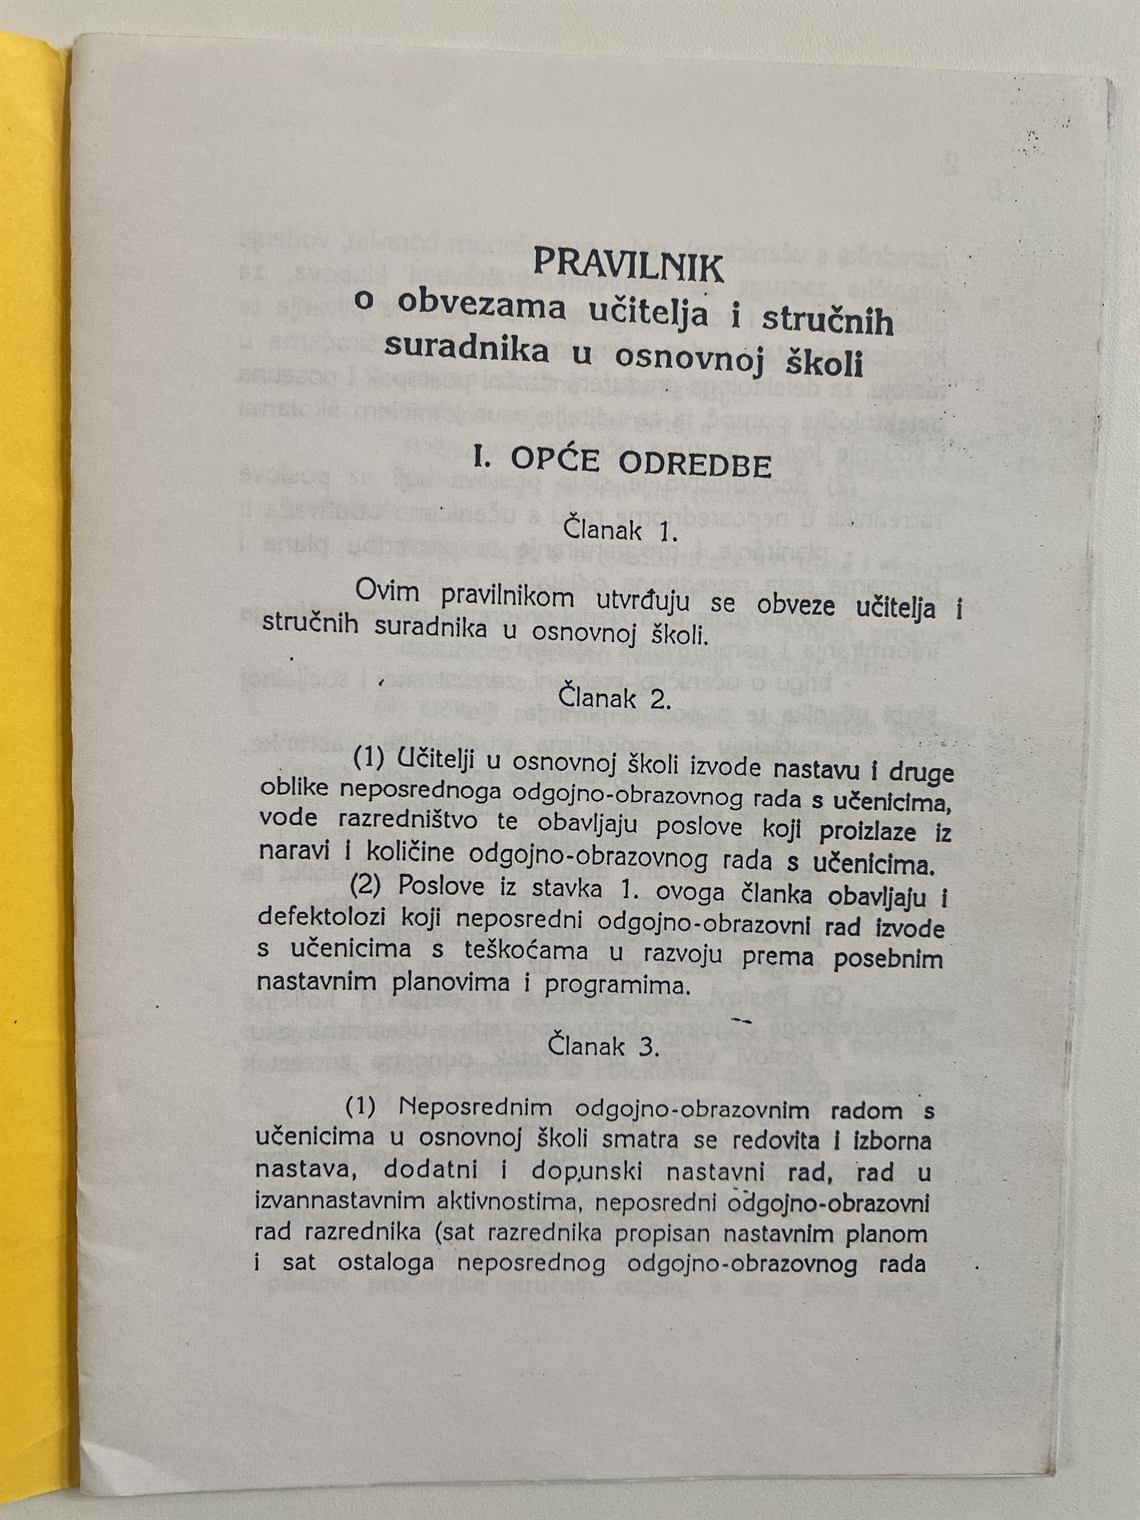 PRAVILNIK
o obvezama učitelja i stručnih
suradnika u osnovnoj školi
I. OPĆE ODREDBE
Članak 1.
Ovim pravilnikom utvrđuju se obveze učitelja i
stručnih suradnika u osnovnoj školi.
Članak 2.
(1) Učitelji u osnovnoj školi izvode nastavu i druge
oblike neposrednoga odgojno-obrazovnog rada s učenicima,
vode razredništvo te obavljaju poslove koji proizlaze iz
naravi i količine odgojno-obrazovnog rada s učenicima.
(2) Poslove iz stavka 1. ovoga članka obavljaju i
defektolozi koji neposredni odgojno-obrazovni rad izvode
s učenicima s teškoćama u razvoju prema posebnim
nastavnim planovima i programima.
Članak 3.
(1) Neposrednim odgojno-obrazovnim radom s
učenicima u osnovnoj školi smatra se redovita i izborna
nastava, dodatni i dopunski nastavni rad, rad u
izvannastavnim aktivnostima, neposredni odgojno-obrazovni
rad razrednika (sat razrednika propisan nastavnim planom
i sat ostaloga neposrednog odgojno-obrazovnog rada